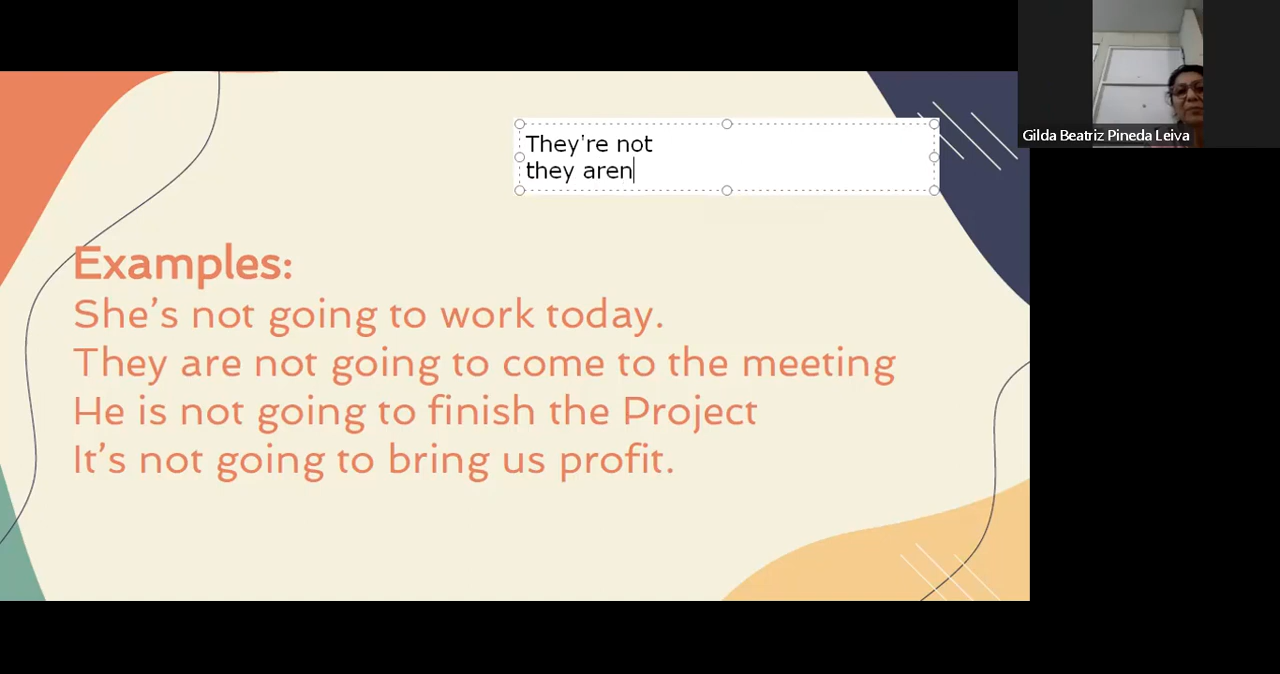 Gilda Beatriz Pineda Leiva
They're not
they aren
Examples:
She’s not going to work today.
They are not going to come to the meeting
He is not going to finish the Project
It’s not going to bring us profit.